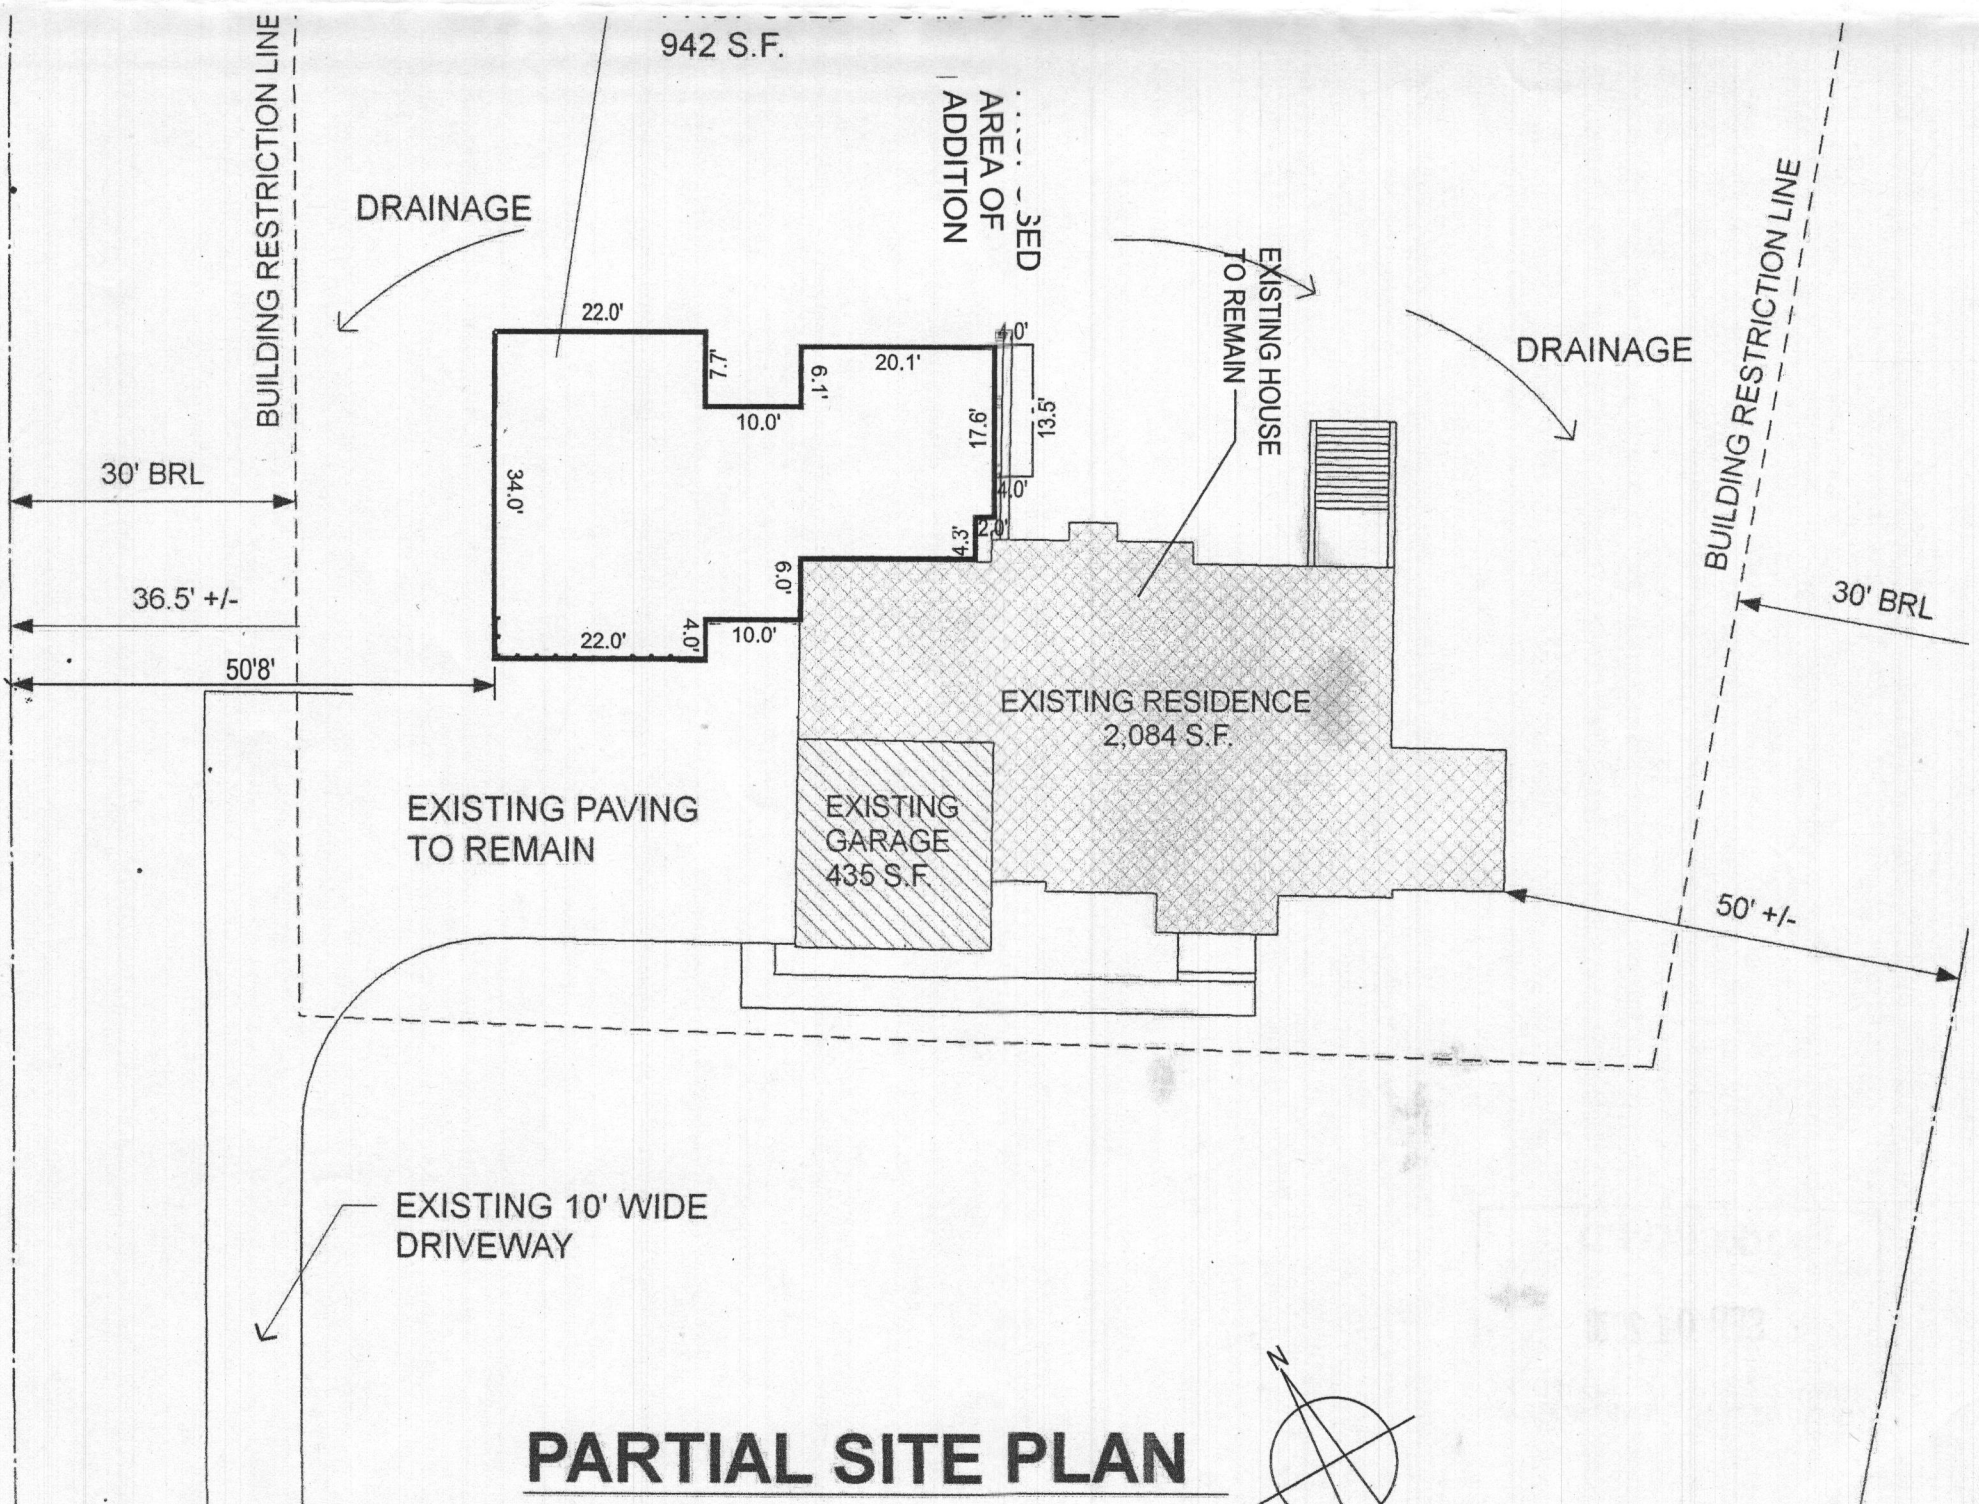 942 S.F.
BUILDING RESTRICTION LINE
AREA OF
ADDITION
DRAINAGE
EXISTING HOUSE
TO REMAIN
BUILDING RESTRICTION LINE
DRAINAGE
22.0'
7.7'
10.0'
6.1'
20.1'
4.0'
17.6'
13.5'
4.0'
2.0'
4.3'
34.0'
9.0'
10.0'
4.0'
22.0'
30' BRL
36.5' +/-
50'8'
30' BRL
EXISTING RESIDENCE
2,084 S.F.
EXISTING PAVING
TO REMAIN
EXISTING
GARAGE
435 S.F.
50' +/-
EXISTING 10' WIDE
DRIVEWAY
N
PARTIAL SITE PLAN